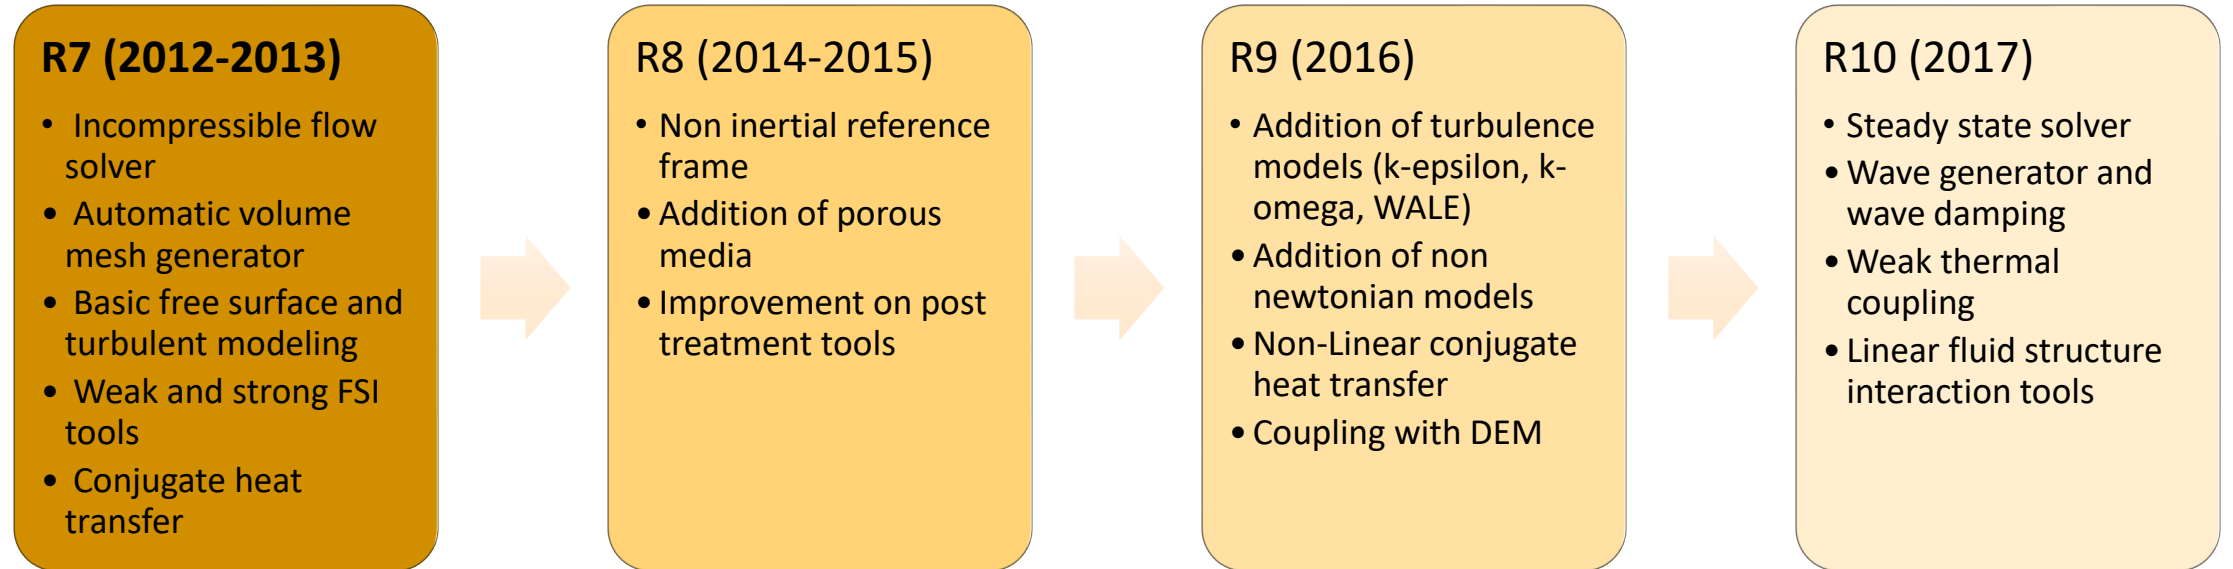 R7 (2012-2013)
• Incompressible flow
solver
• Automatic volume
mesh generator
• Basic free surface and
turbulent modeling
• Weak and strong FSI
tools
• Conjugate heat
transfer
R8 (2014-2015)
• Non inertial reference
frame
• Addition of porous
media
• Improvement on post
treatment tools
R9 (2016)
• Addition of turbulence
models (k-epsilon, k-
omega, WALE)
• Addition of non
newtonian models
• Non-Linear conjugate
heat transfer
• Coupling with DEM
R10 (2017)
• Steady state solver
• Wave generator and
wave damping
• Weak thermal
coupling
• Linear fluid structure
interaction tools